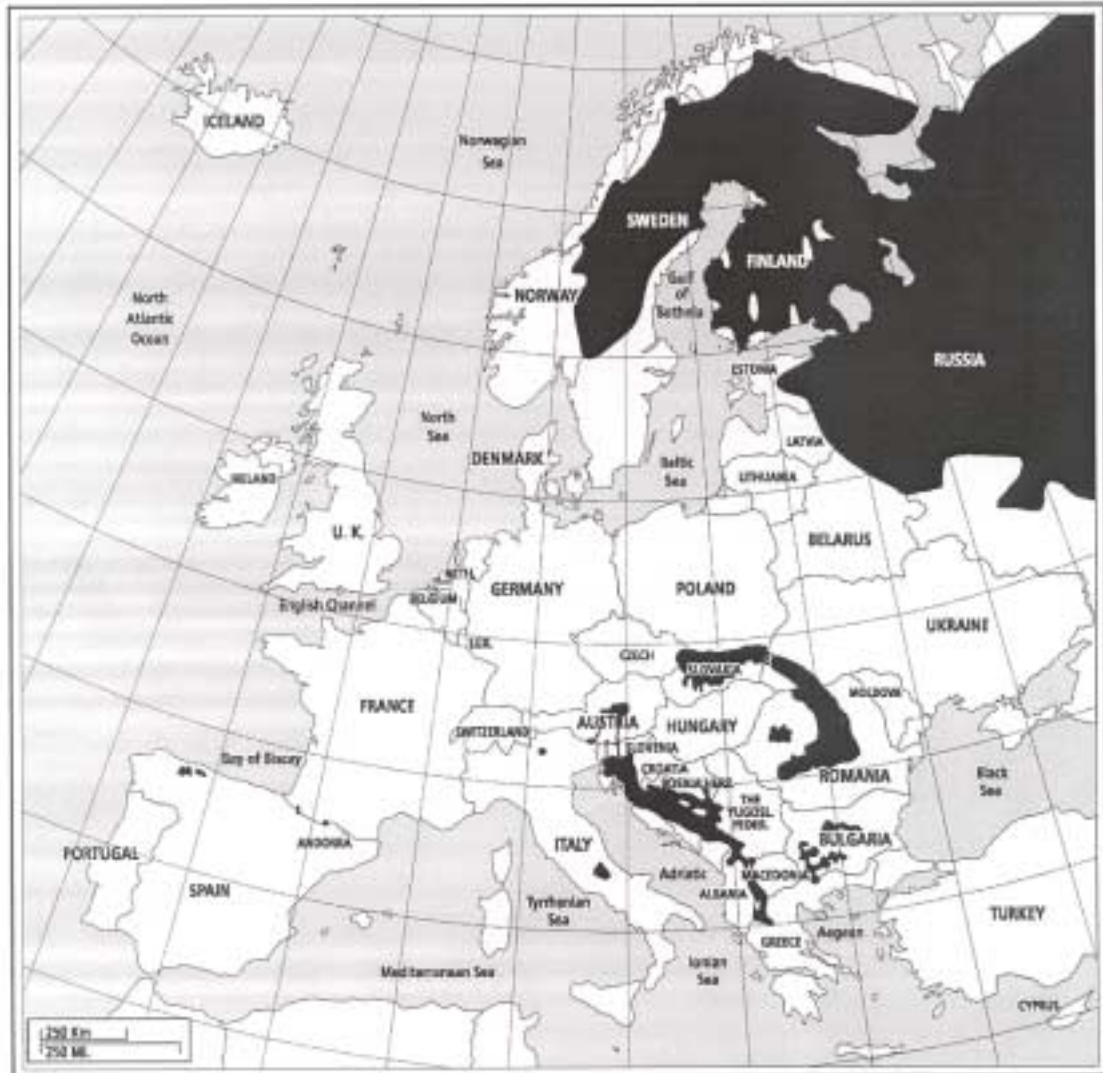 ICELAND
Norwegian
Sea
SWEDEN
FINLAND
NORWAY
Gulf
of
Bothnia
North
Atlantic
Ocean
RUSSIA
ESTONIA
North
Sea
LATVIA
DENMARK
Baltic
Sea
LITHUANIA
IRELAND
U. K.
BELARUS
NETH.
GERMANY
POLAND
BELGIUM
English Channel
UKRAINE
LUX.
CZECH
SLOVAKIA
FRANCE
MOLDOVA
AUSTRIA
HUNGARY
SWITZERLAND
SLOVENIA
Bay of Biscay
CROATIA
ROMANIA
BOSNIA HERZ.
Black
Sea
THE
YUGOSL.
FEDER.
BULGARIA
ANDORRA
ITALY
PORTUGAL
Adriatic
MACEDONIA
SPAIN
ALBANIA
Tyrrhenian
Sea
TURKEY
Aegean
GREECE
Mediterranean Sea
Ionian
Sea
CYPRUS
250 Km
250 Mi.